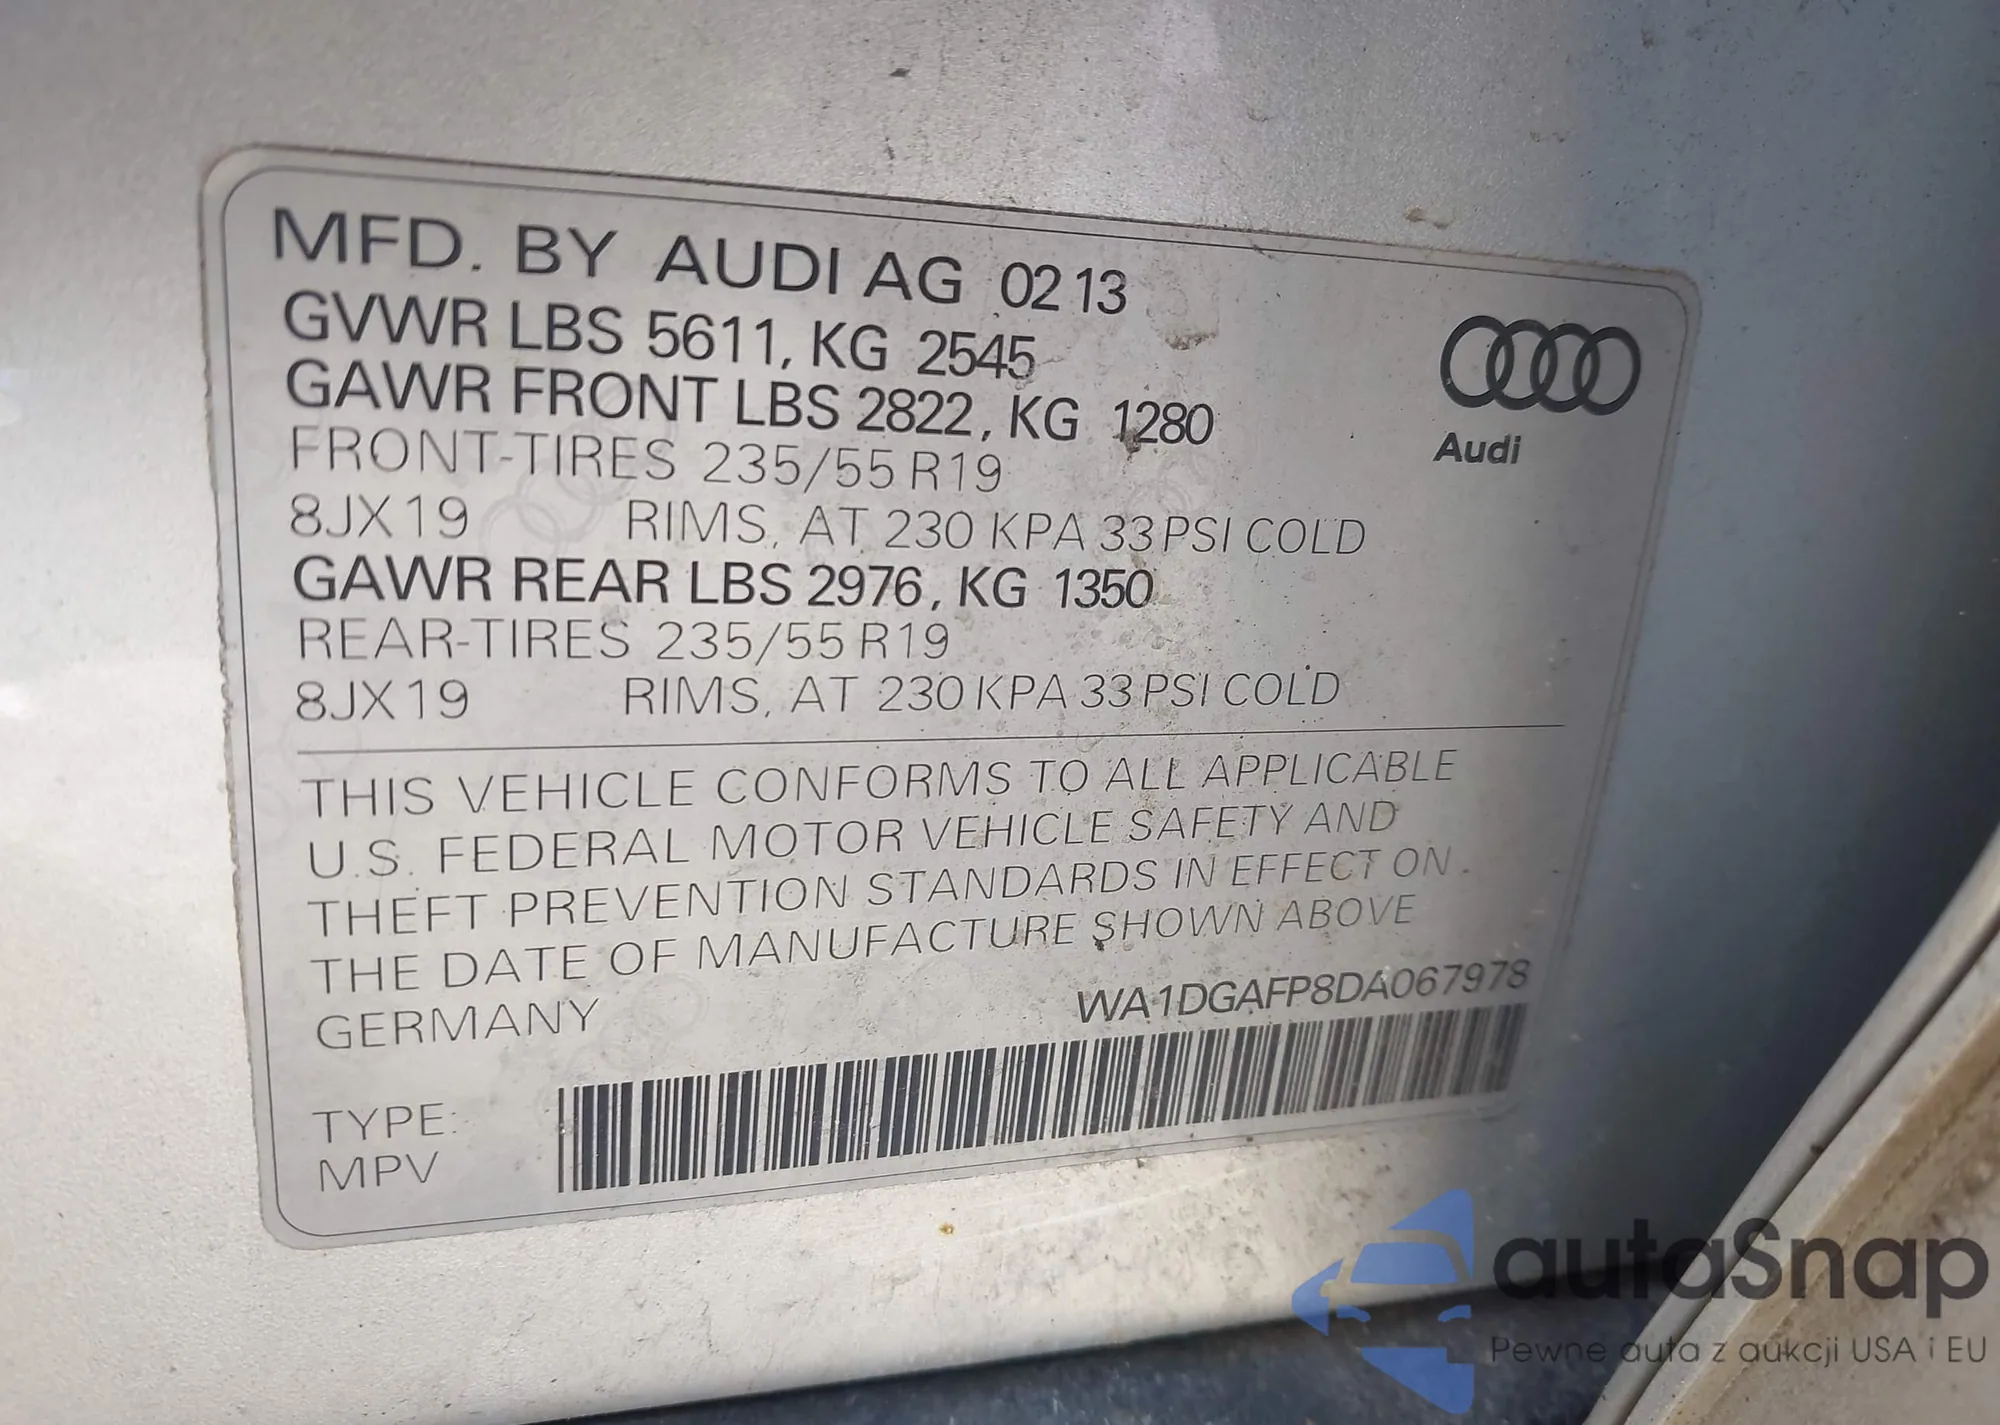 MFD. BY AUDI AG 02 13
GVWR LBS 5611, KG 2545
GAWR FRONT LBS 2822, KG 1280
FRONT-TIRES 235/55 R19
8JX19 RIMS, AT 230 KPA 33 PSI COLD
GAWR REAR LBS 2976, KG 1350
REAR-TIRES 235/55 R19
8JX19 RIMS, AT 230 KPA 33 PSI COLD
Audi
THIS VEHICLE CONFORMS TO ALL APPLICABLE
U.S. FEDERAL MOTOR VEHICLE SAFETY AND
THEFT PREVENTION STANDARDS IN EFFECT ON
THE DATE OF MANUFACTURE SHOWN ABOVE
GERMANY
WA1DGAFP8DA067978
TYPE:
MPV
autaSnap
Pewne auta z aukcji USA i EU